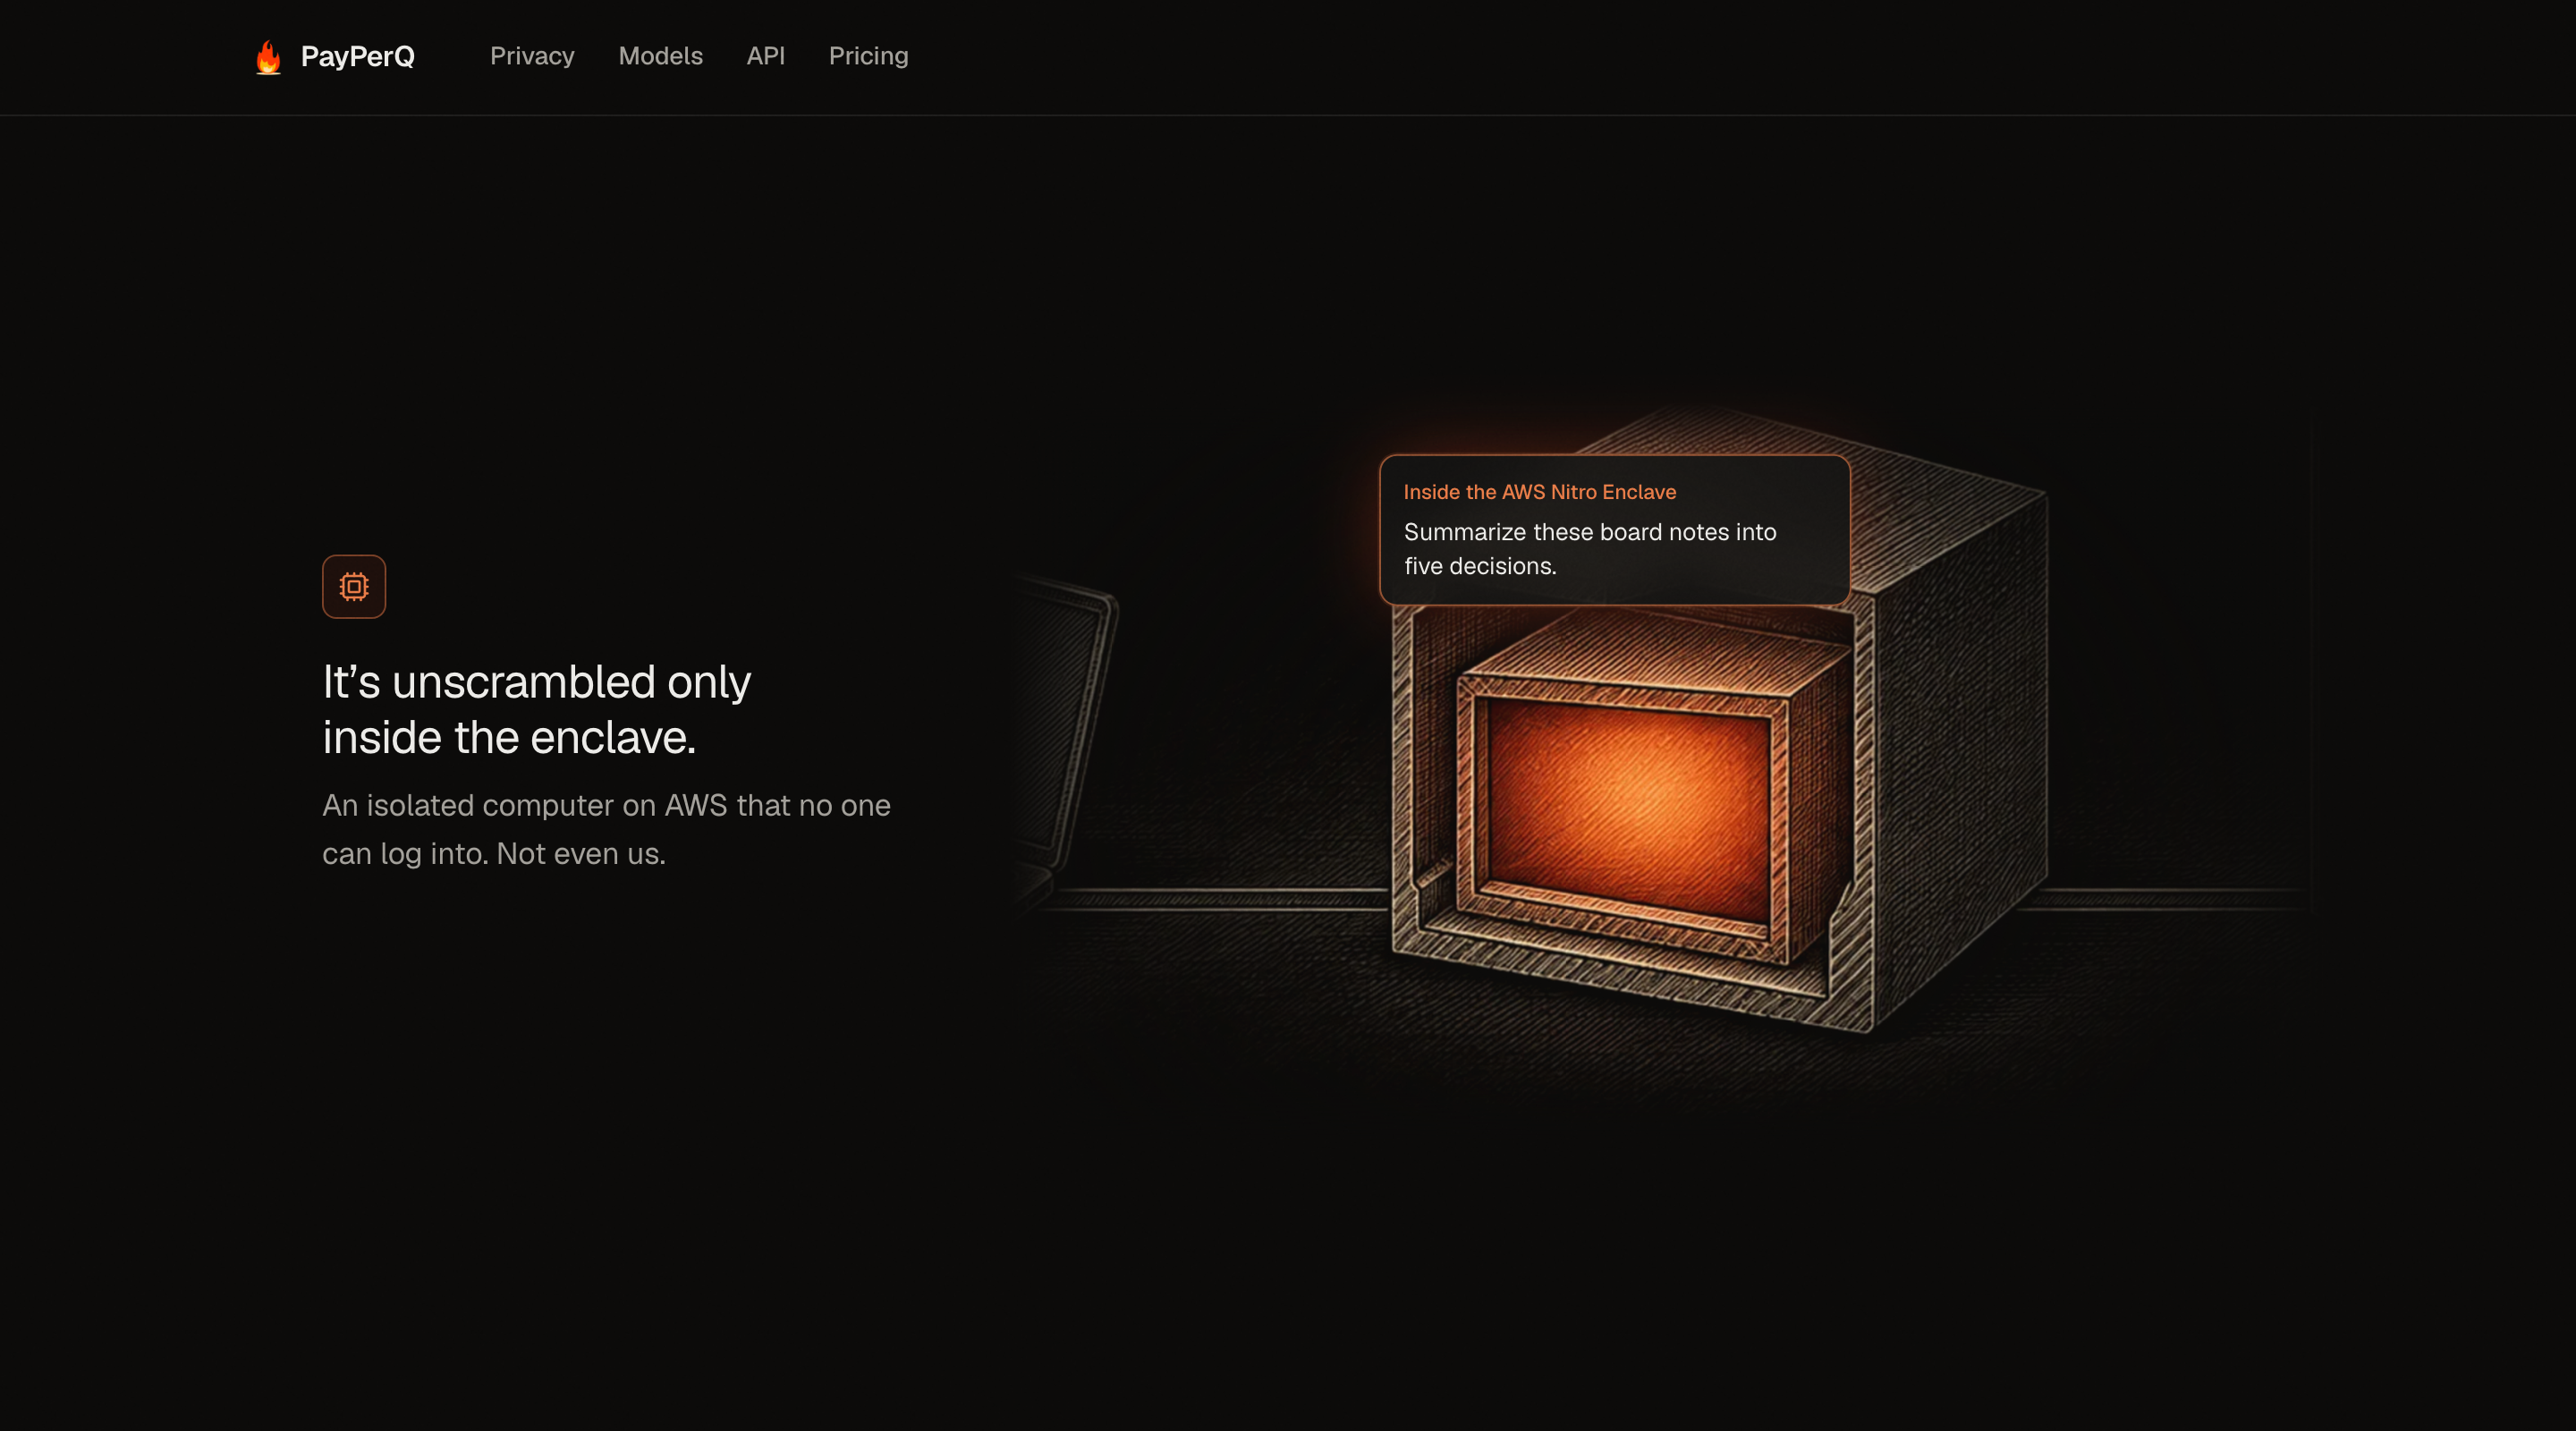 PayPerQ
Privacy
Models
API
Pricing
Inside the AWS Nitro Enclave
Summarize these board notes into
five decisions.
It’s unscrambled only
inside the enclave.
An isolated computer on AWS that no one
can log into. Not even us.